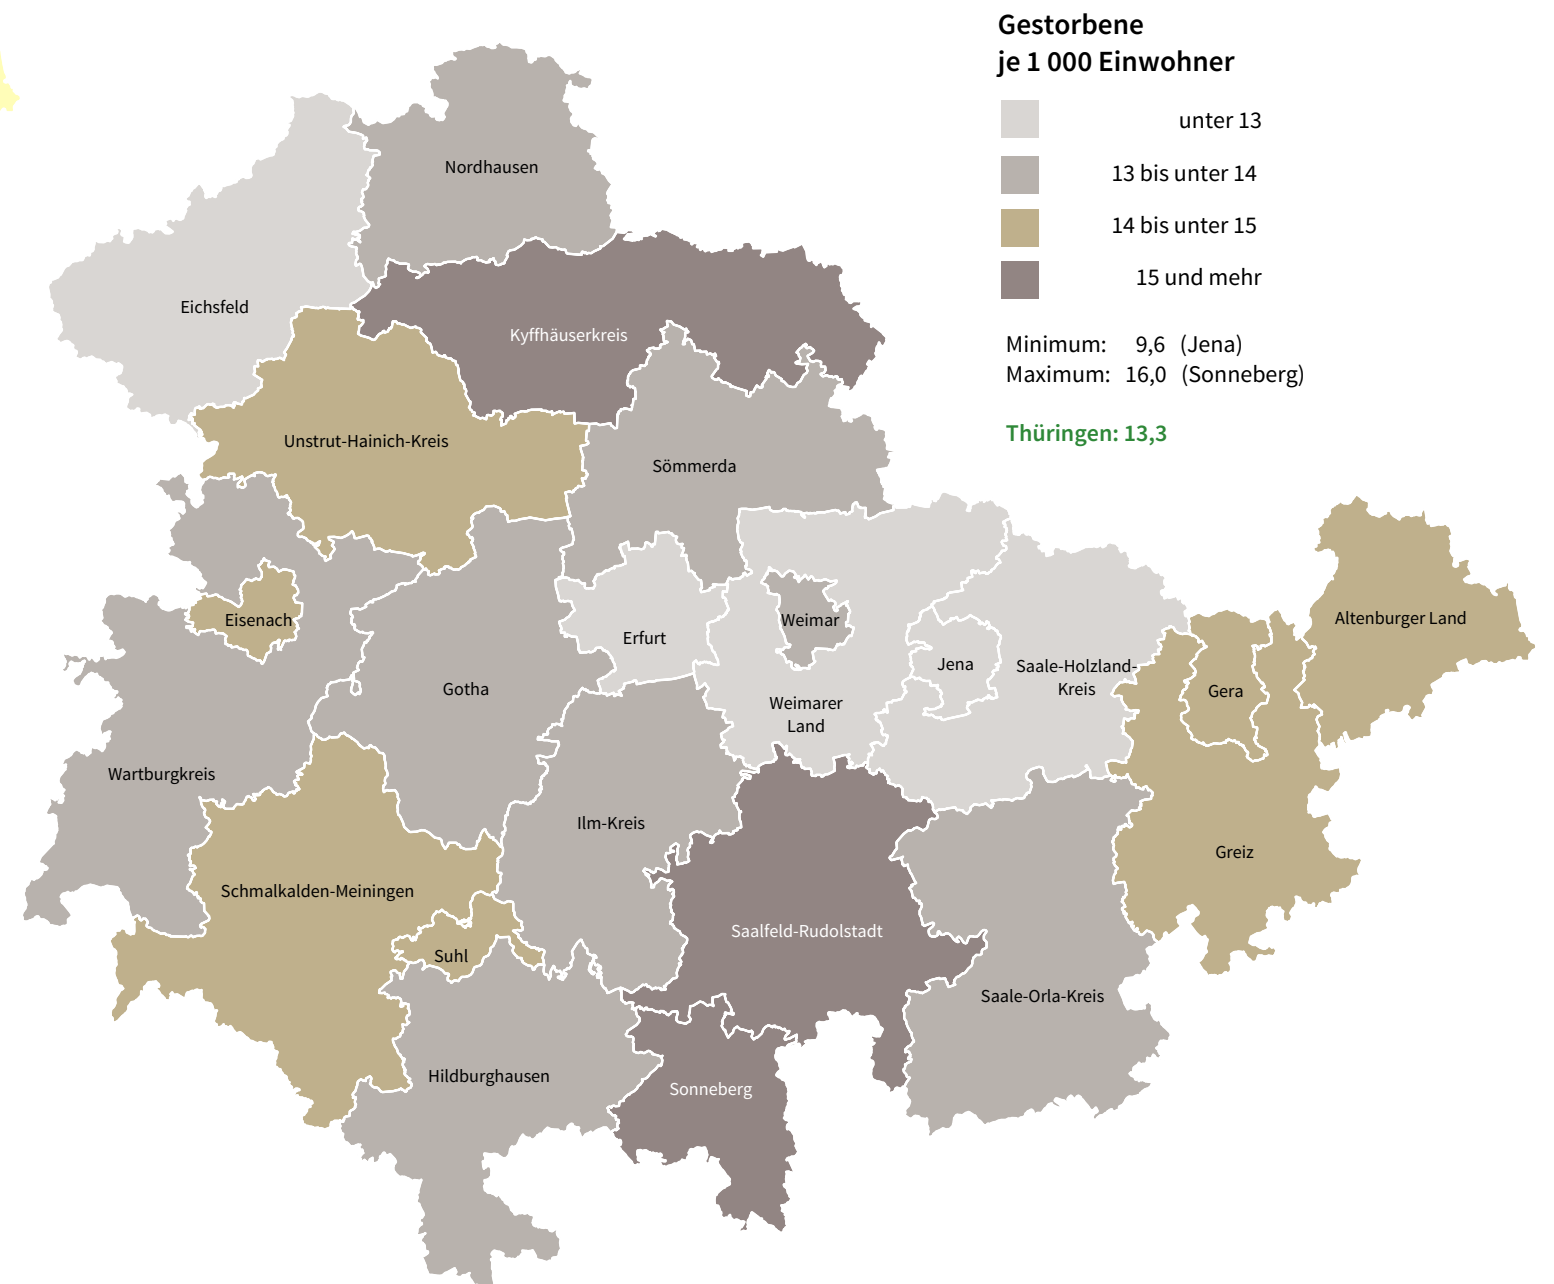 Gestorbene
je 1 000 Einwohner
unter 13
13 bis unter 14
14 bis unter 15
15 und mehr
Minimum: 9,6 (Jena)
Maximum: 16,0 (Sonneberg)
Thüringen: 13,3
Nordhausen
Eichsfeld
Kyffhäuserkreis
Unstrut-Hainich-Kreis
Sömmerda
Eisenach
Erfurt
Weimar
Jena
Saale-Holzland-
Kreis
Altenburger Land
Gera
Gotha
Weimarer
Land
Wartburgkreis
Ilm-Kreis
Greiz
Schmalkalden-Meiningen
Saalfeld-Rudolstadt
Suhl
Saale-Orla-Kreis
Hildburghausen
Sonneberg